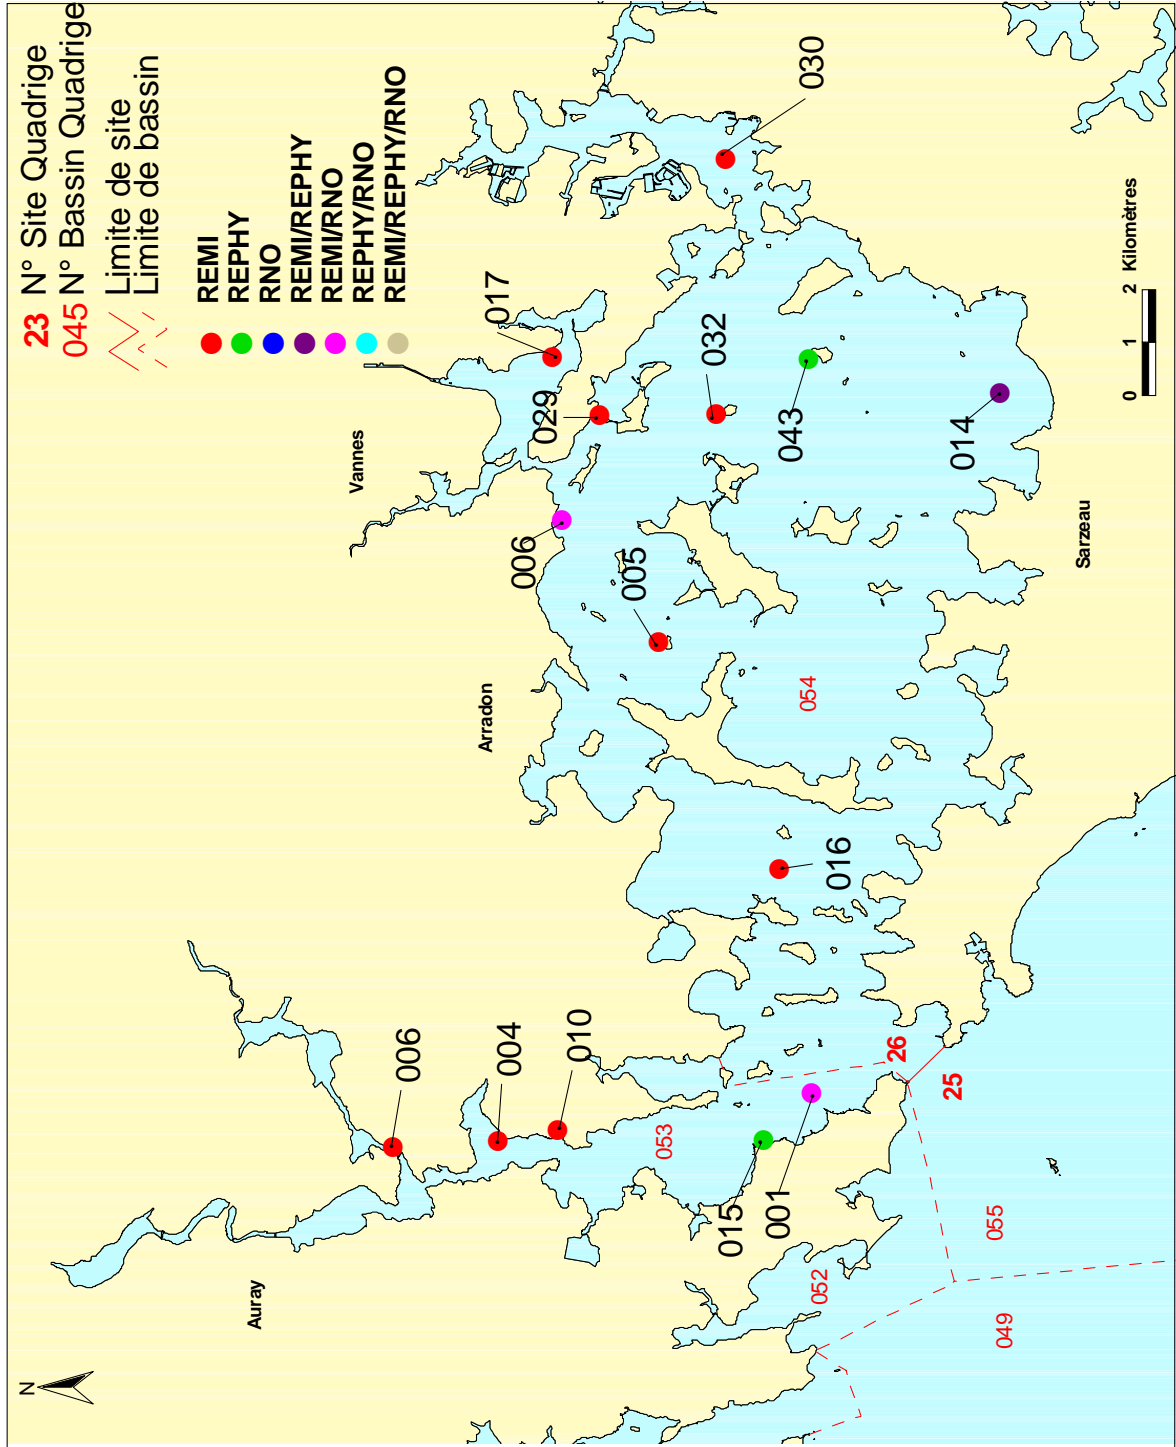 N
23 N° Site Quadrige
045 N° Bassin Quadrige
Limite de site
Limite de bassin
REMI
REPHY
RNO
REMI/REPHY
REMI/RNO
REPHY/RNO
REMI/REPHY/RNO
Auray
Vannes
Arradon
Sarzeau
006
004
010
053
015
001
052
049
055
25
26
016
054
005
006
029
017
032
043
014
030
0 1 2 Kilomètres